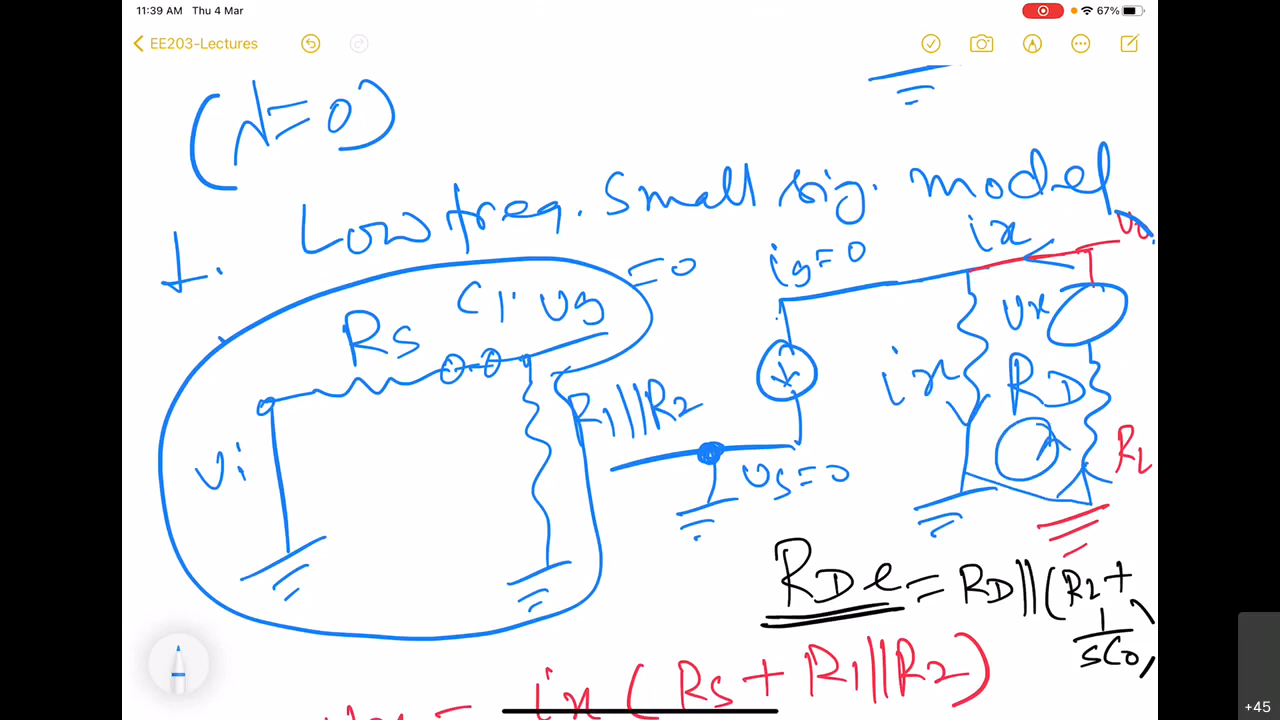 11:39 AM Thu 4 Mar
67%
EE203-Lectures
(λ=0)
1. Low freq. Small sig. model
=0
ig=0
ix
Rs
C1
vg
vx
RD
ix
R1||R2
vi
vs=0
RL
RDe = RD||(RL+
1
sCo
ix(Rs + R1||R2)
+45